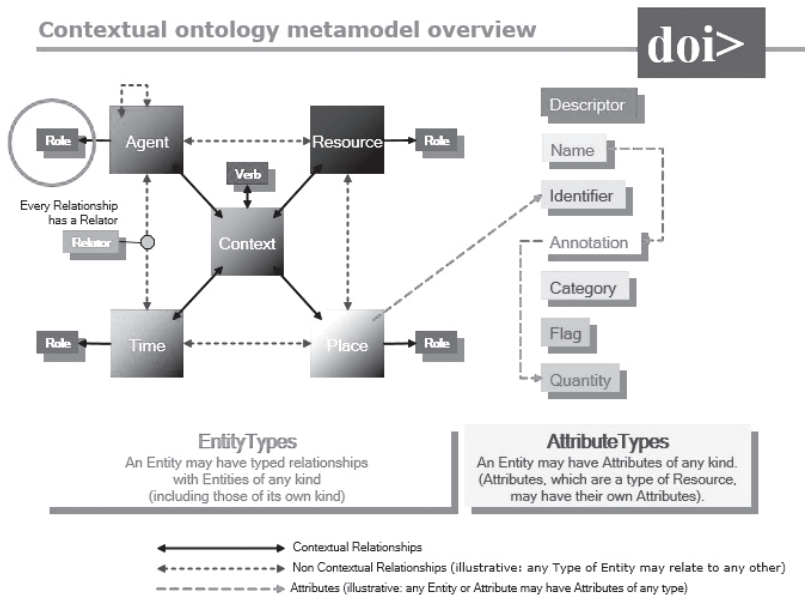 Contextual ontology metamodel overview
doi>
Role
Agent
Resource
Role
Verb
Every Relationship
has a Relator
Relator
Context
Role
Time
Place
Role
Descriptor
Name
Identifier
Annotation
Category
Flag
Quantity
EntityTypes
An Entity may have typed relationships
with Entities of any kind
(including those of its own kind)
AttributeTypes
An Entity may have Attributes of any kind.
(Attributes, which are a type of Resource,
may have their own Attributes).
Contextual Relationships
Non Contextual Relationships (illustrative: any Type of Entity may relate to any other)
Attributes (illustrative: any Entity or Attribute may have Attributes of any type)